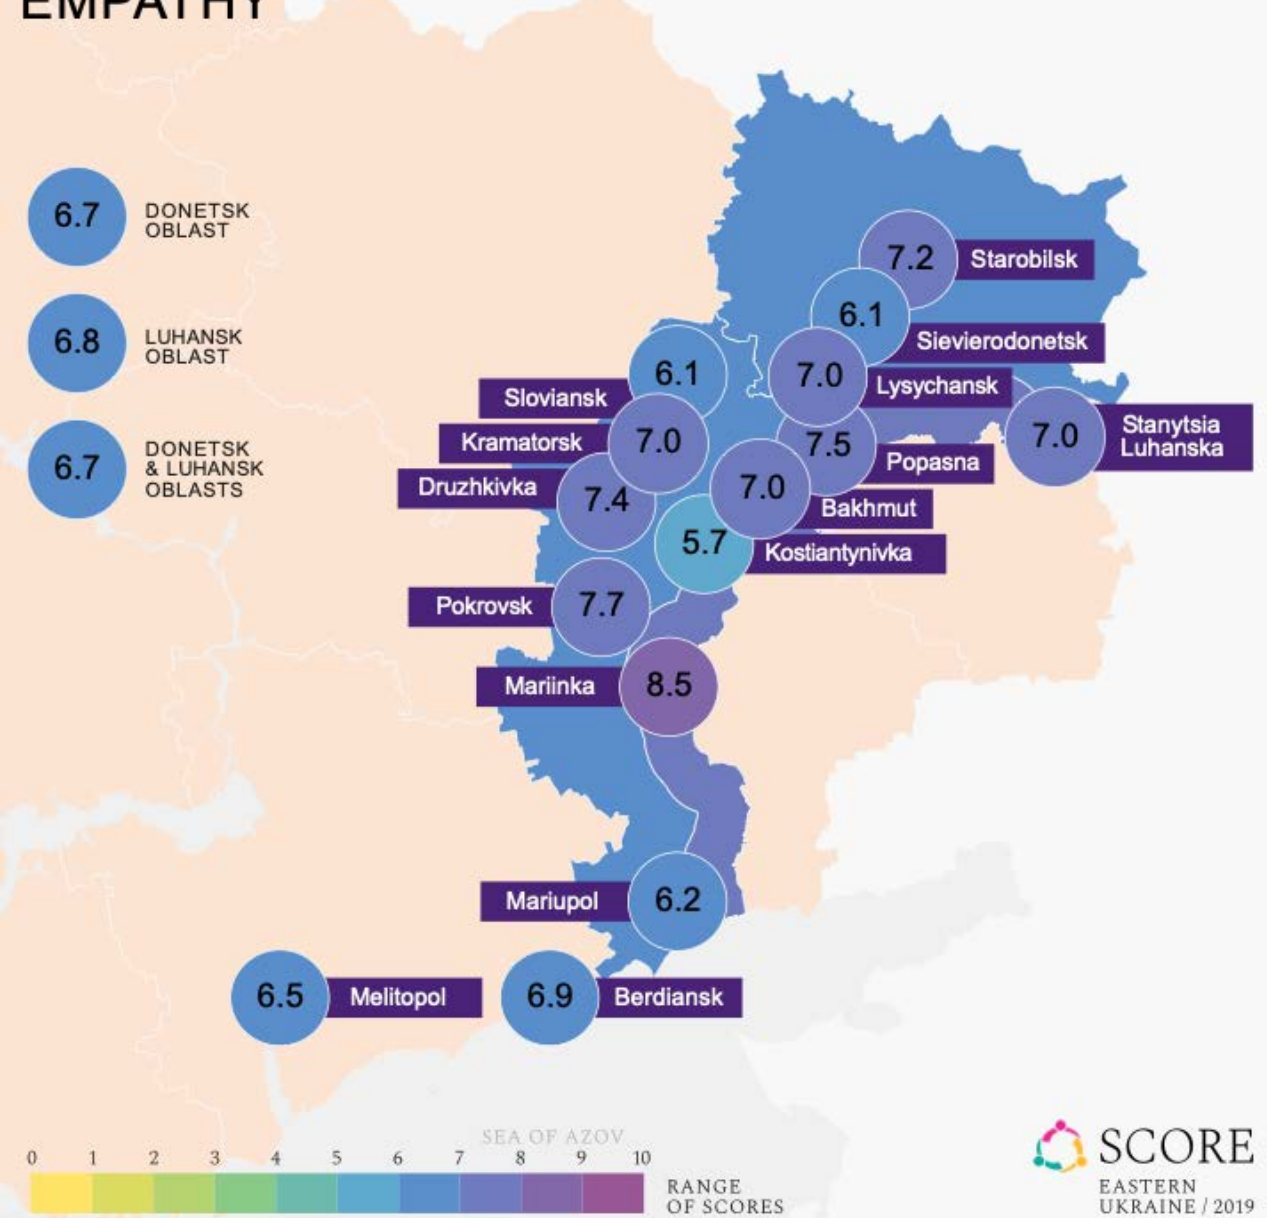 EMPATHY
6.7
DONETSK
OBLAST
6.8
LUHANSK
OBLAST
6.7
DONETSK
& LUHANSK
OBLASTS
7.2
Starobilsk
6.1
Sievierodonetsk
6.1
Sloviansk
7.0
Lysychansk
7.0
Kramatorsk
7.5
Popasna
7.0
Stanytsia
Luhanska
7.4
Druzhkivka
7.0
Bakhmut
5.7
Kostiantynivka
7.7
Pokrovsk
8.5
Mariinka
6.2
Mariupol
6.5
Melitopol
6.9
Berdiansk
SEA OF AZOV
0 1 2 3 4 5 6 7 8 9 10
RANGE
OF SCORES
SCORE
EASTERN
UKRAINE / 2019